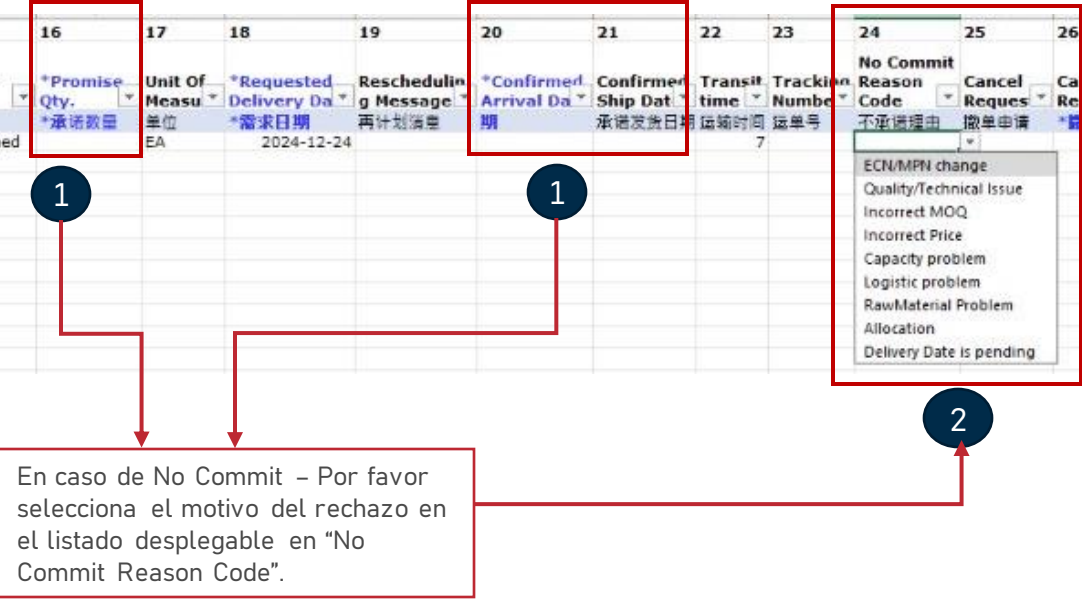 16 17 18 19 20 21 22 23 24 25 26
*Promise Qty. Unit Of Measu *Requested Delivery Da Reschedulin g Message *Confirmed Arrival Da Confirmed Ship Dat Transit time Trackin Numbe No Commit Reason Code Cancel Reques Ca Re
*承诺数量 单位 *需求日期 再计划消息 期 承诺发货日期 运输时间 运单号 不承诺理由 撤单申请
ed EA 2024-12-24 7
ECN/MPN change
Quality/Technical Issue
Incorrect MOQ
Incorrect Price
Capacity problem
Logistic problem
RawMaterial Problem
Allocation
Delivery Date is pending
1
1
2
En caso de No Commit – Por favor
selecciona el motivo del rechazo en
el listado desplegable en “No
Commit Reason Code”.